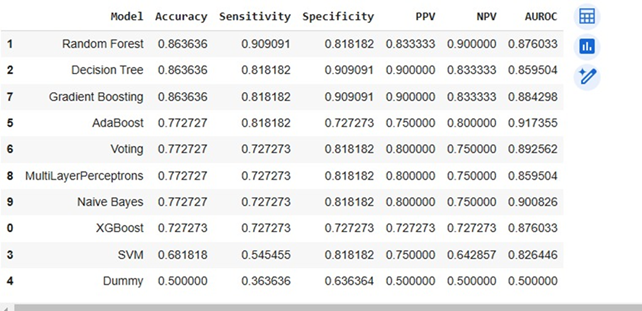 Model Accuracy Sensitivity Specificity PPV NPV AUROC
1 Random Forest 0.863636 0.909091 0.818182 0.833333 0.900000 0.876033
2 Decision Tree 0.863636 0.818182 0.909091 0.900000 0.833333 0.859504
7 Gradient Boosting 0.863636 0.818182 0.909091 0.900000 0.833333 0.884298
5 AdaBoost 0.772727 0.818182 0.727273 0.750000 0.800000 0.917355
6 Voting 0.772727 0.727273 0.818182 0.800000 0.750000 0.892562
8 MultiLayerPerceptrons 0.772727 0.727273 0.818182 0.800000 0.750000 0.859504
9 Naive Bayes 0.772727 0.727273 0.818182 0.800000 0.750000 0.900826
0 XGBoost 0.727273 0.727273 0.727273 0.727273 0.727273 0.876033
3 SVM 0.681818 0.545455 0.818182 0.750000 0.642857 0.826446
4 Dummy 0.500000 0.363636 0.636364 0.500000 0.500000 0.500000